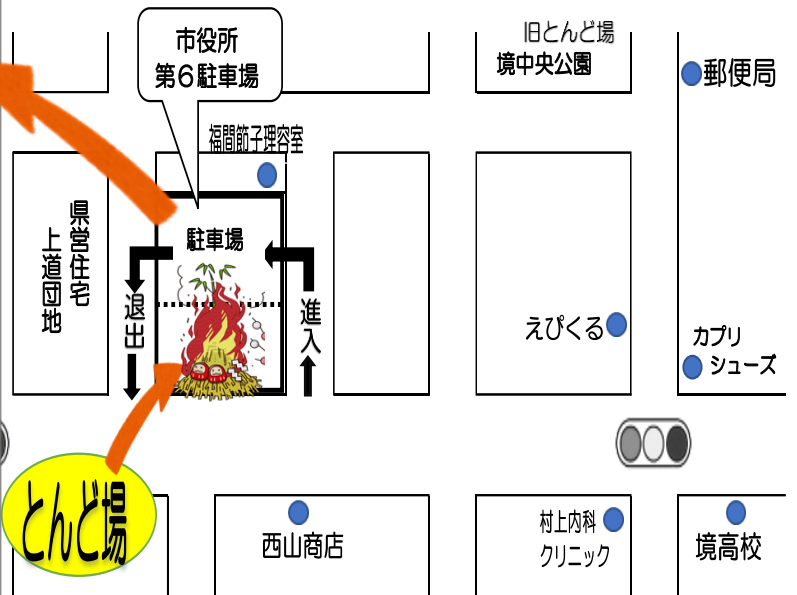 市役所
第６駐車場
旧とんど場
境中央公園
郵便局
福間節子理容室
県営住宅
上道団地
駐車場
退出
進入
えぴくる
カプリ
シューズ
とんど場
西山商店
村上内科
クリニック
境高校